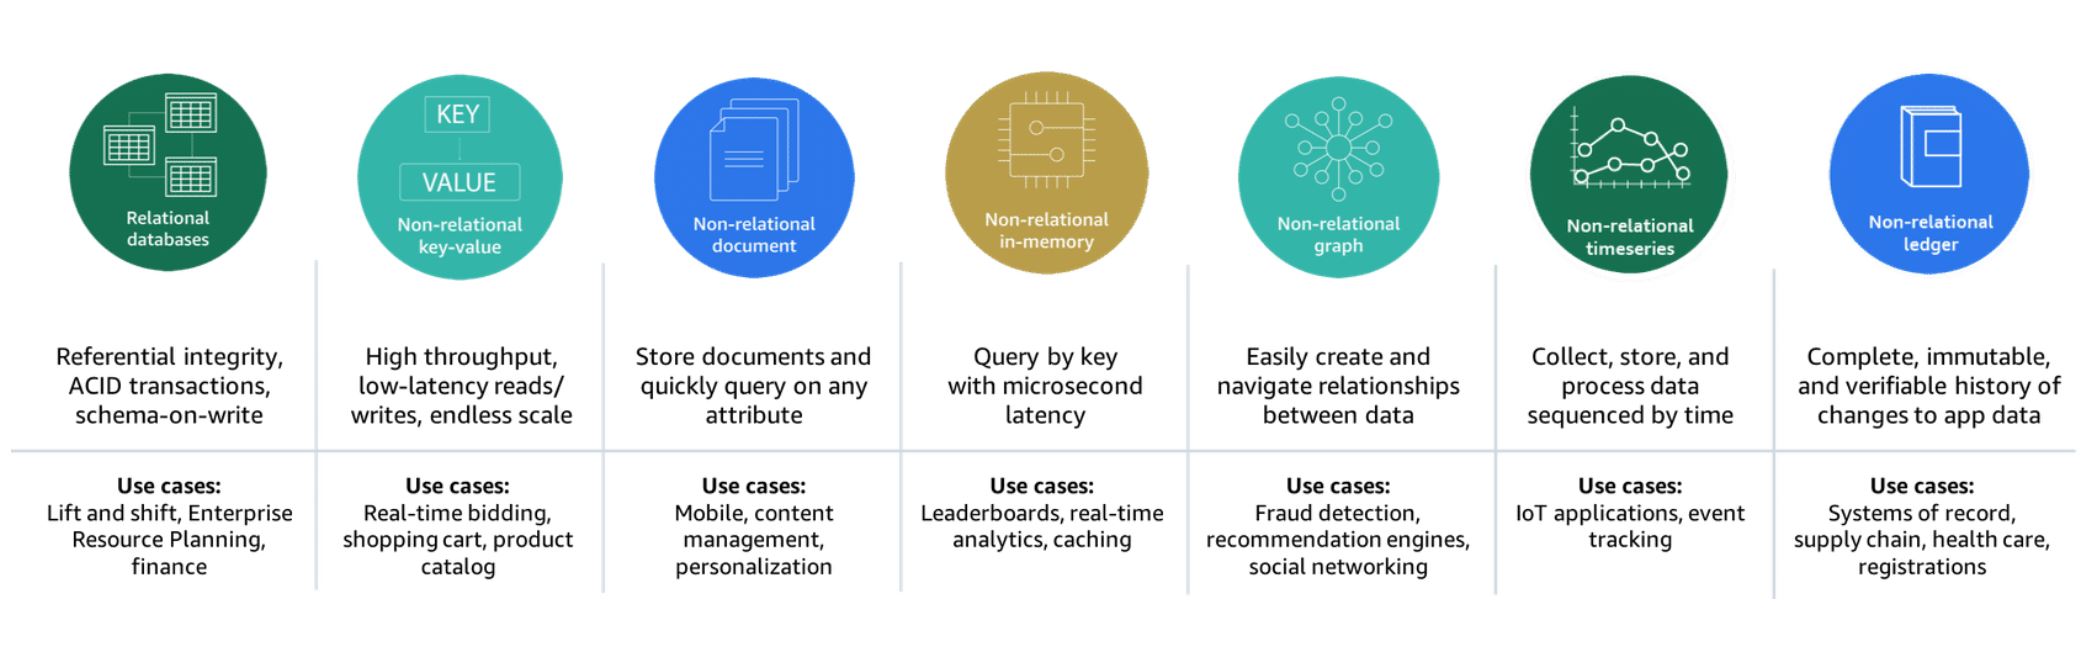 Relational
databases
Referential integrity,
ACID transactions,
schema-on-write
Use cases:
Lift and shift, Enterprise
Resource Planning,
finance
KEY
VALUE
Non-relational
key-value
High throughput,
low-latency reads/
writes, endless scale
Use cases:
Real-time bidding,
shopping cart, product
catalog
Non-relational
document
Store documents and
quickly query on any
attribute
Use cases:
Mobile, content
management,
personalization
Non-relational
in-memory
Query by key
with microsecond
latency
Use cases:
Leaderboards, real-time
analytics, caching
Non-relational
graph
Easily create and
navigate relationships
between data
Use cases:
Fraud detection,
recommendation engines,
social networking
Non-relational
timeseries
Collect, store, and
process data
sequenced by time
Use cases:
IoT applications, event
tracking
Non-relational
ledger
Complete, immutable,
and verifiable history of
changes to app data
Use cases:
Systems of record,
supply chain, health care,
registrations